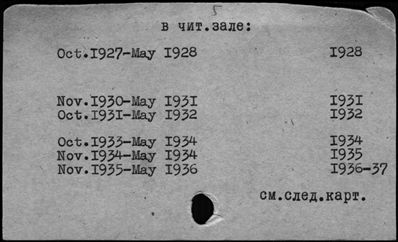 5
в чит.зале:
Oct.1927-May 1928 1928
Nov.1930-May 1931 1931
Oct.1931-May 1932 1932
Oct.1933-May 1934 1934
Nov.1934-May 1934 1935
Nov.1935-May 1936 1936-37
см.след.карт.